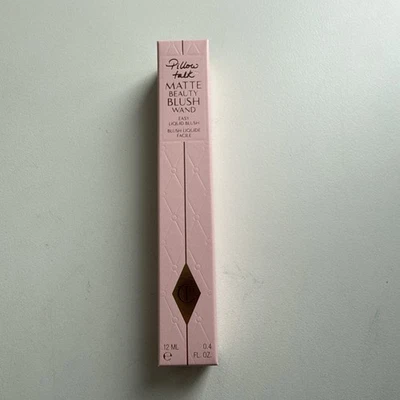 Pillow
talk
MATTE
BEAUTY
BLUSH
WAND
EASY
LIQUID BLUSH
BLUSH LIQUIDE
FACILE
12 ML 0.4
℮ FL. OZ.